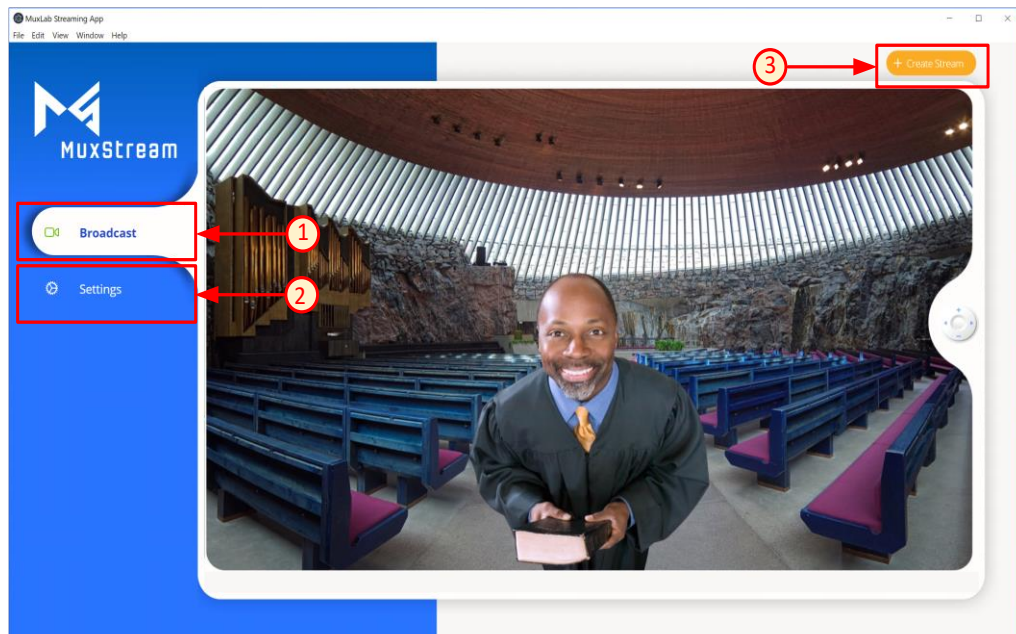 MuxLab Streaming App
File Edit View Window Help
3
+ Create Stream
MuxStream
Broadcast
1
Settings
2